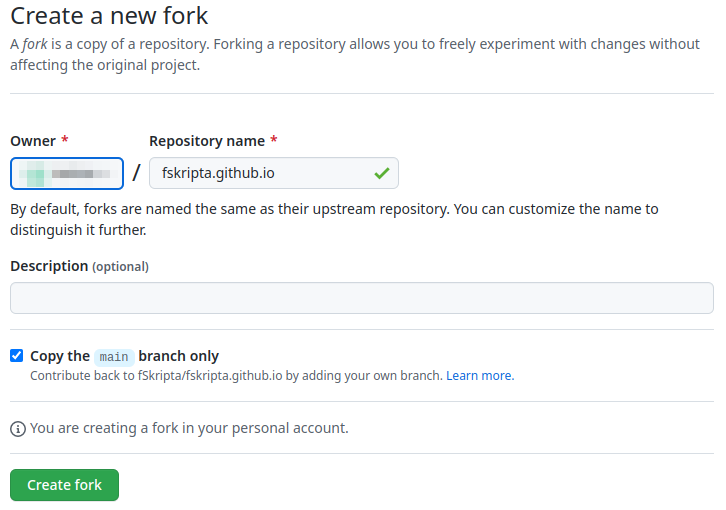 Create a new fork
A fork is a copy of a repository. Forking a repository allows you to freely experiment with changes without
affecting the original project.
Owner * Repository name *
/ fskripta.github.io
By default, forks are named the same as their upstream repository. You can customize the name to
distinguish it further.
Description (optional)
Copy the main branch only
Contribute back to fSkripta/fskripta.github.io by adding your own branch. Learn more.
You are creating a fork in your personal account.
Create fork